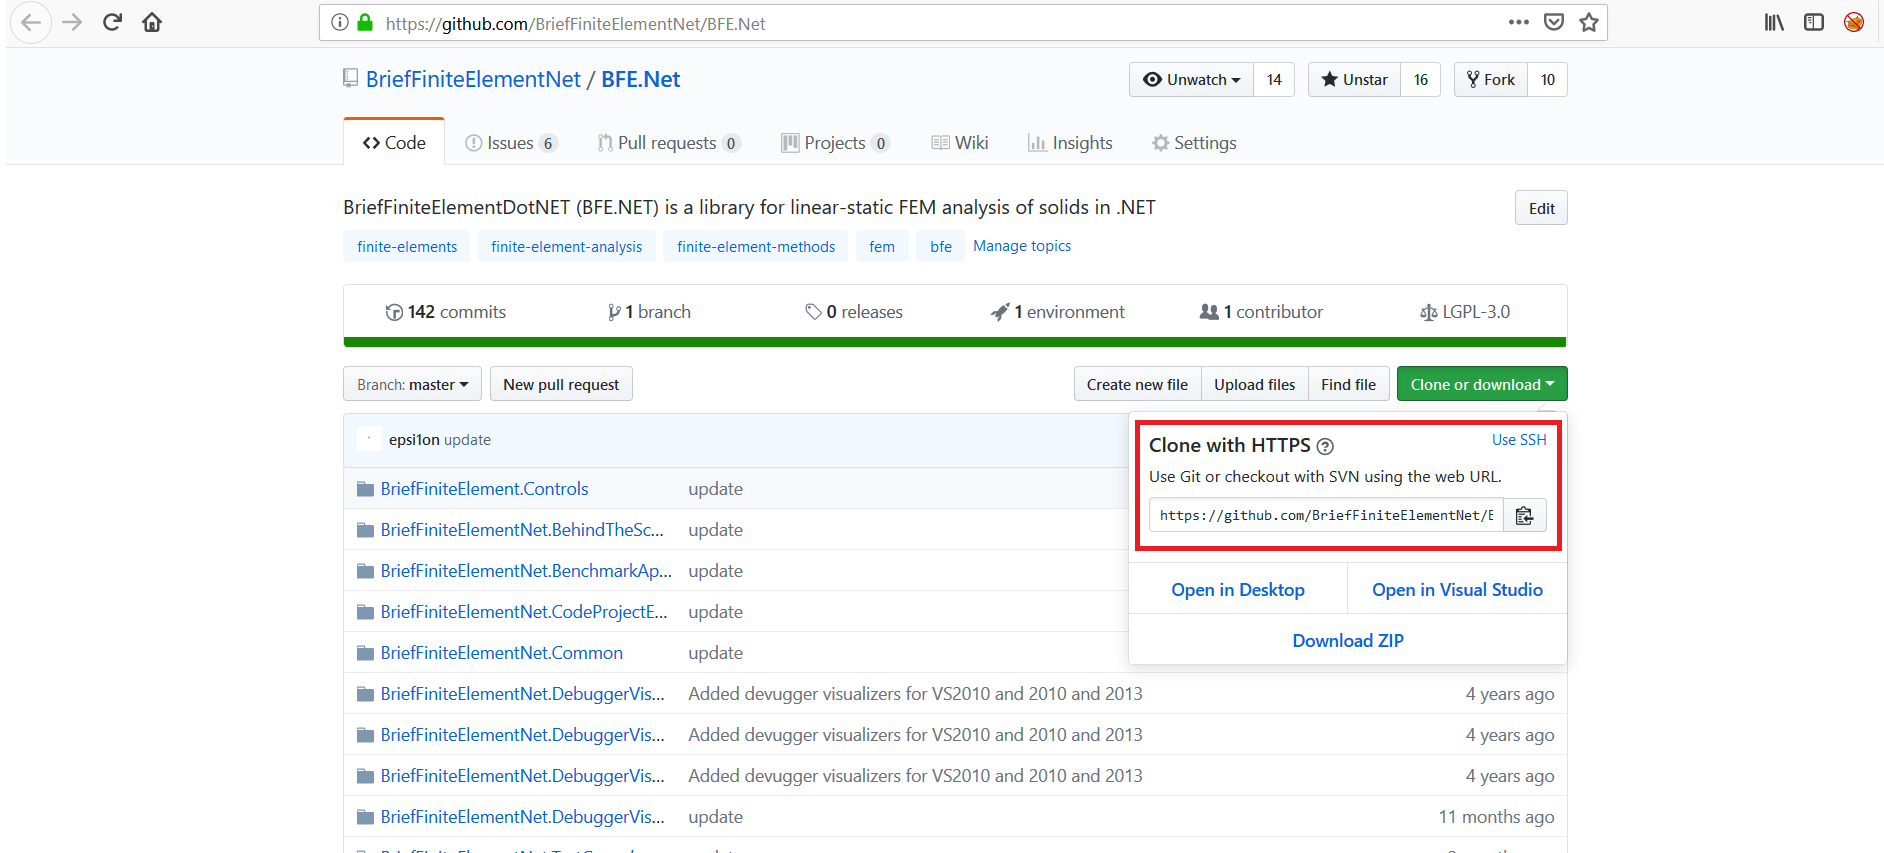 https://github.com/BriefFiniteElementNet/BFE.Net
BriefFiniteElementNet / BFE.Net
Unwatch 14 Unstar 16 Fork 10
Code Issues 6 Pull requests 0 Projects 0 Wiki Insights Settings
BriefFiniteElementDotNET (BFE.NET) is a library for linear-static FEM analysis of solids in .NET
Edit
finite-elements finite-element-analysis finite-element-methods fem bfe Manage topics
142 commits 1 branch 0 releases 1 environment 1 contributor LGPL-3.0
Branch: master New pull request Create new file Upload files Find file Clone or download
epsi1on update
Clone with HTTPS Use SSH
Use Git or checkout with SVN using the web URL.
https://github.com/BriefFiniteElementNet/B
Open in Desktop Open in Visual Studio
Download ZIP
BriefFiniteElement.Controls update
BriefFiniteElementNet.BehindTheSc... update
BriefFiniteElementNet.BenchmarkAp... update
BriefFiniteElementNet.CodeProjectE... update
BriefFiniteElementNet.Common update
BriefFiniteElementNet.DebuggerVis... Added devugger visualizers for VS2010 and 2010 and 2013 4 years ago
BriefFiniteElementNet.DebuggerVis... Added devugger visualizers for VS2010 and 2010 and 2013 4 years ago
BriefFiniteElementNet.DebuggerVis... Added devugger visualizers for VS2010 and 2010 and 2013 4 years ago
BriefFiniteElementNet.DebuggerVis... update 11 months ago